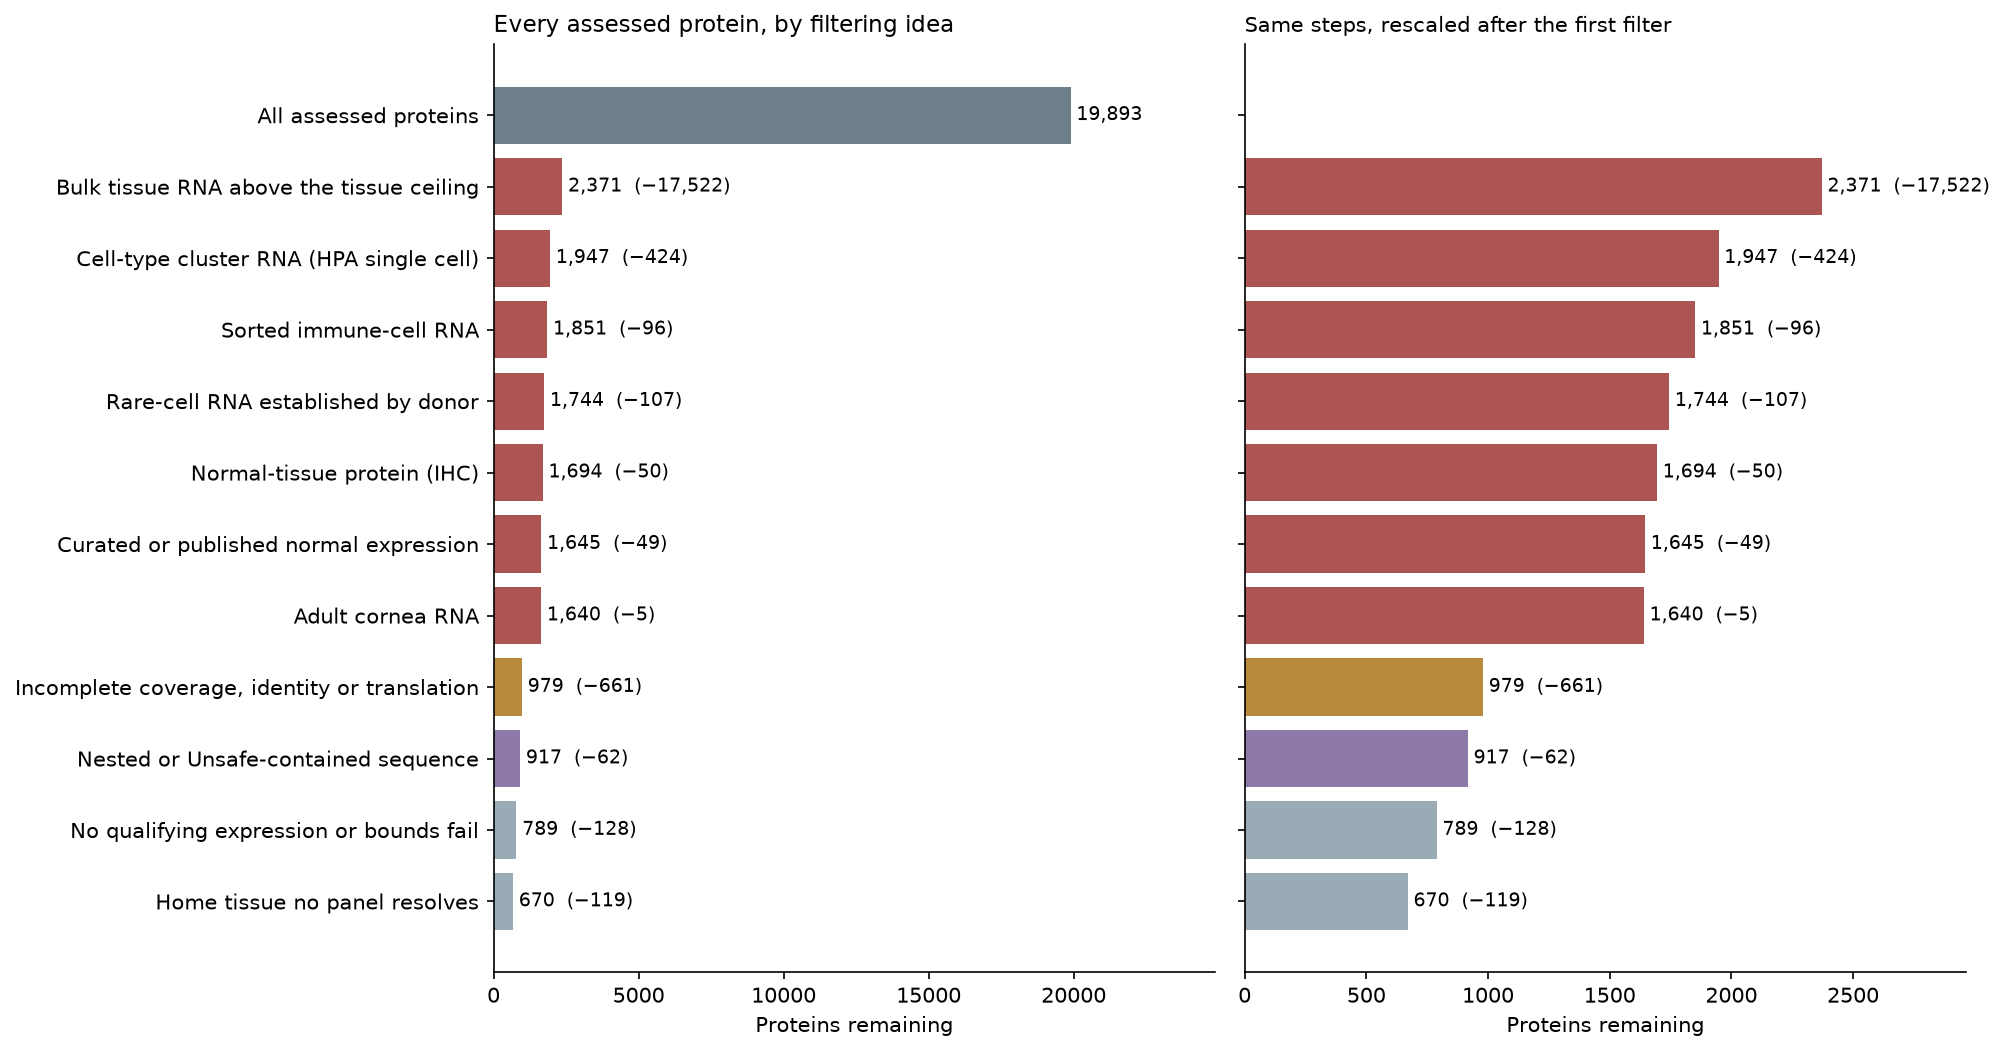 Every assessed protein, by filtering idea
All assessed proteins
19,893
Bulk tissue RNA above the tissue ceiling
2,371 (−17,522)
Cell-type cluster RNA (HPA single cell)
1,947 (−424)
Sorted immune-cell RNA
1,851 (−96)
Rare-cell RNA established by donor
1,744 (−107)
Normal-tissue protein (IHC)
1,694 (−50)
Curated or published normal expression
1,645 (−49)
Adult cornea RNA
1,640 (−5)
Incomplete coverage, identity or translation
979 (−661)
Nested or Unsafe-contained sequence
917 (−62)
No qualifying expression or bounds fail
789 (−128)
Home tissue no panel resolves
670 (−119)
0 5000 10000 15000 20000
Proteins remaining
Same steps, rescaled after the first filter
2,371 (−17,522)
1,947 (−424)
1,851 (−96)
1,744 (−107)
1,694 (−50)
1,645 (−49)
1,640 (−5)
979 (−661)
917 (−62)
789 (−128)
670 (−119)
0 500 1000 1500 2000 2500
Proteins remaining